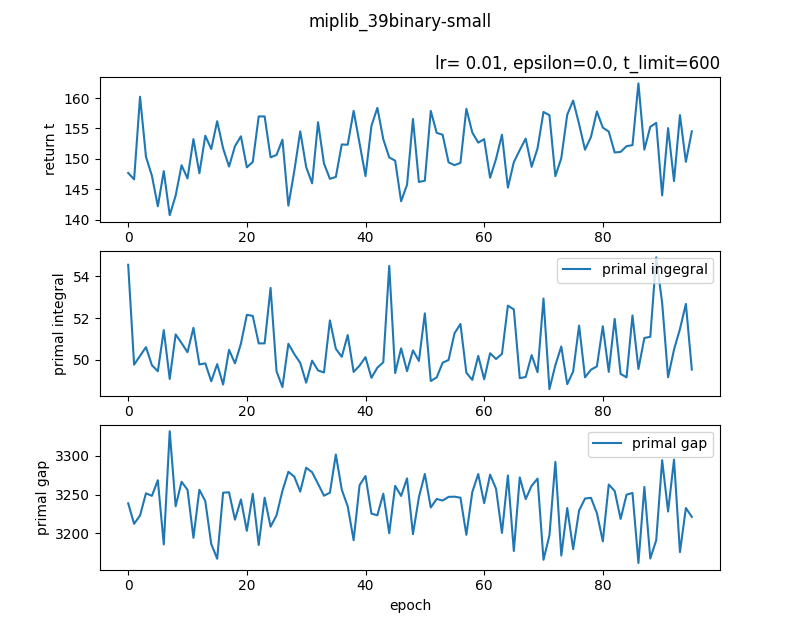 miplib_39binary-small
lr= 0.01, epsilon=0.0, t_limit=600
return t
160
155
150
145
140
0 20 40 60 80
primal integral
54
52
50
primal ingegral
0 20 40 60 80
primal gap
3300
3250
3200
primal gap
0 20 40 60 80
epoch